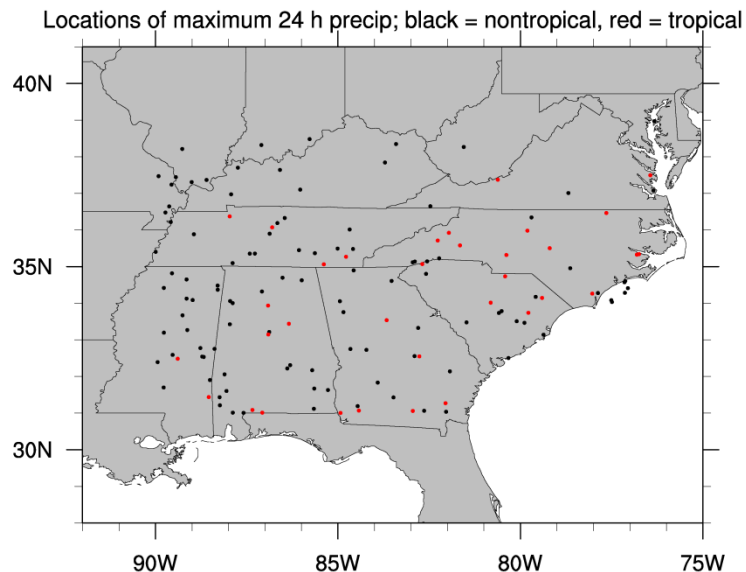 Locations of maximum 24 h precip; black = nontropical, red = tropical
40N
35N
30N
90W
85W
80W
75W